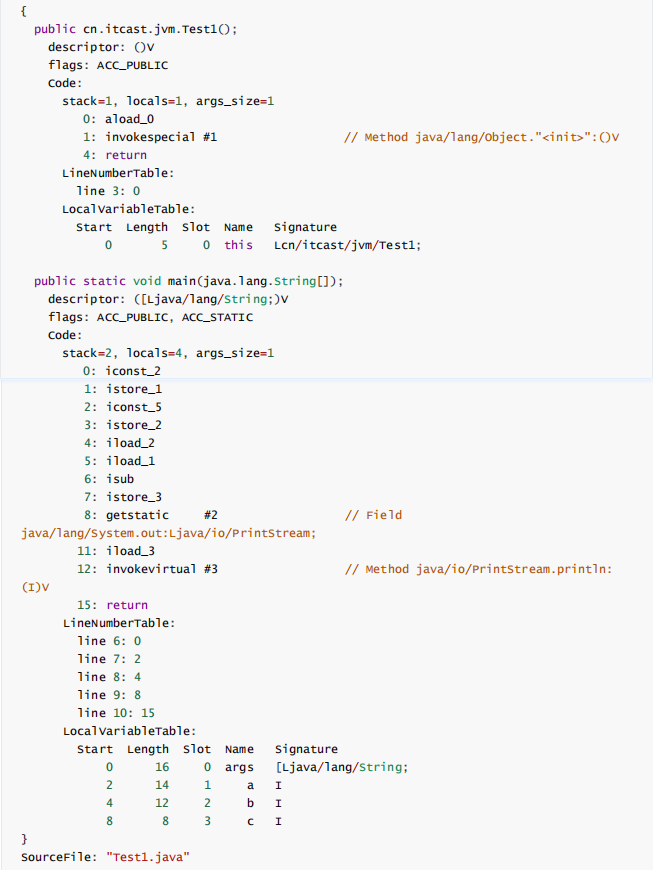 {
  public cn.itcast.jvm.Test1();
    descriptor: ()V
    flags: ACC_PUBLIC
    Code:
      stack=1, locals=1, args_size=1
         0: aload_0
         1: invokespecial #1                  // Method java/lang/Object."<init>":()V
         4: return
      LineNumberTable:
        line 3: 0
      LocalVariableTable:
        Start  Length  Slot  Name   Signature
            0       5     0  this   Lcn/itcast/jvm/Test1;

  public static void main(java.lang.String[]);
    descriptor: ([Ljava/lang/String;)V
    flags: ACC_PUBLIC, ACC_STATIC
    Code:
      stack=2, locals=4, args_size=1
         0: iconst_2
         1: istore_1
         2: iconst_5
         3: istore_2
         4: iload_2
         5: iload_1
         6: isub
         7: istore_3
         8: getstatic     #2                  // Field
java/lang/System.out:Ljava/io/PrintStream;
        11: iload_3
        12: invokevirtual #3                  // Method java/io/PrintStream.println:
(I)V
        15: return
      LineNumberTable:
        line 6: 0
        line 7: 2
        line 8: 4
        line 9: 8
        line 10: 15
      LocalVariableTable:
        Start  Length  Slot  Name   Signature
            0      16     0  args   [Ljava/lang/String;
            2      14     1     a   I
            4      12     2     b   I
            8       8     3     c   I
}
SourceFile: "Test1.java"